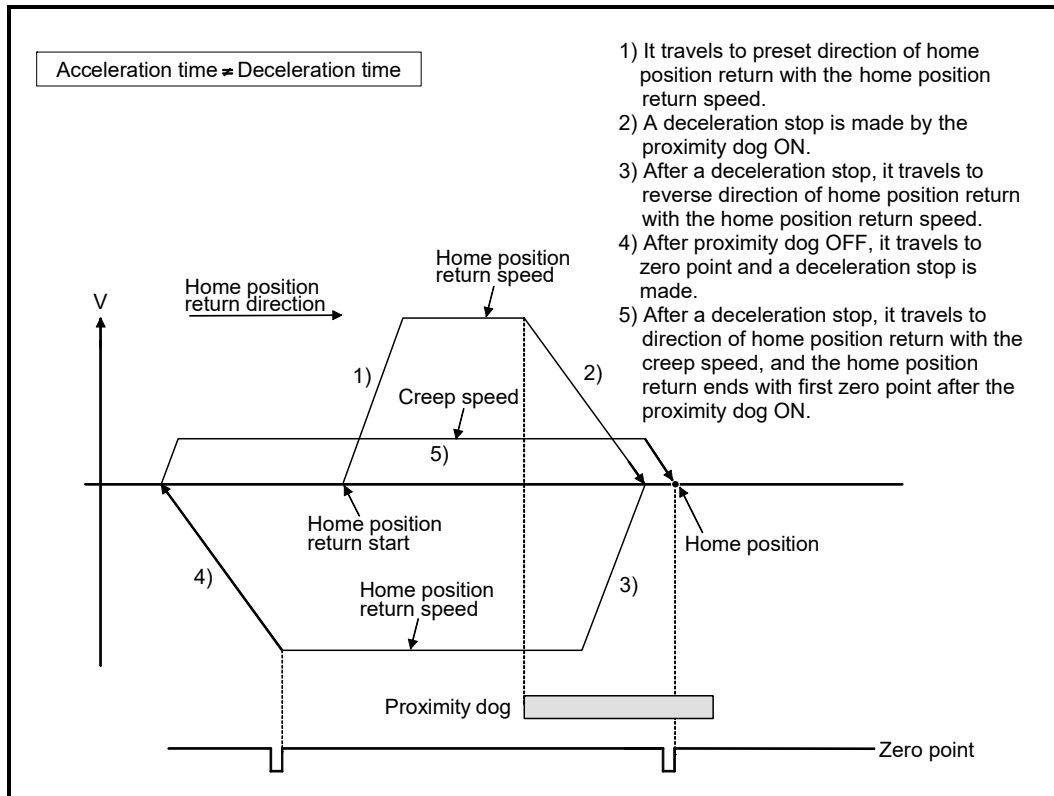 Acceleration time ≠ Deceleration time
1) It travels to preset direction of home
position return with the home position
return speed.
2) A deceleration stop is made by the
proximity dog ON.
3) After a deceleration stop, it travels to
reverse direction of home position return
with the home position return speed.
4) After proximity dog OFF, it travels to
zero point and a deceleration stop is
made.
5) After a deceleration stop, it travels to
direction of home position return with the
creep speed, and the home position
return ends with first zero point after the
proximity dog ON.
Home position
return speed
Home position
return direction
V
1)
2)
Creep speed
5)
Home position
return start
Home position
4)
Home position
return speed
3)
Proximity dog
Zero point